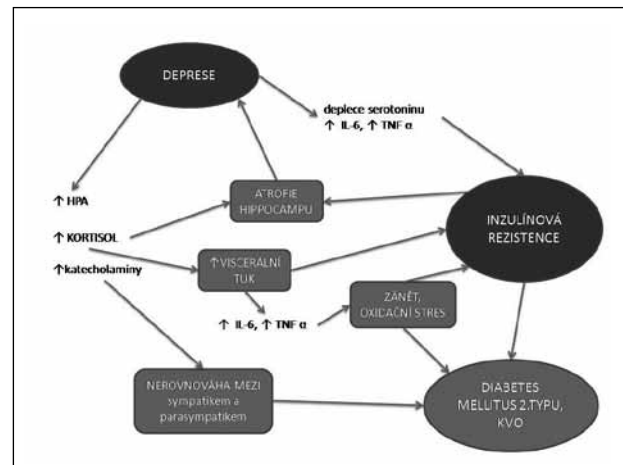 DEPRESE
deplece serotoninu
↑ IL-6, ↑ TNF α
↑ HPA
ATROFIE
HIPPOCAMPU
INZULÍNOVÁ
REZISTENCE
↑ KORTISOL
↑ VISCERÁLNÍ
TUK
↑katecholaminy
ZÁNĚT,
OXIDAČNÍ STRES
↑ IL-6, ↑ TNF α
NEROVNOVÁHA MEZI
sympatikem a
parasympatikem
DIABETES
MELLITUS 2.TYPU,
KVO